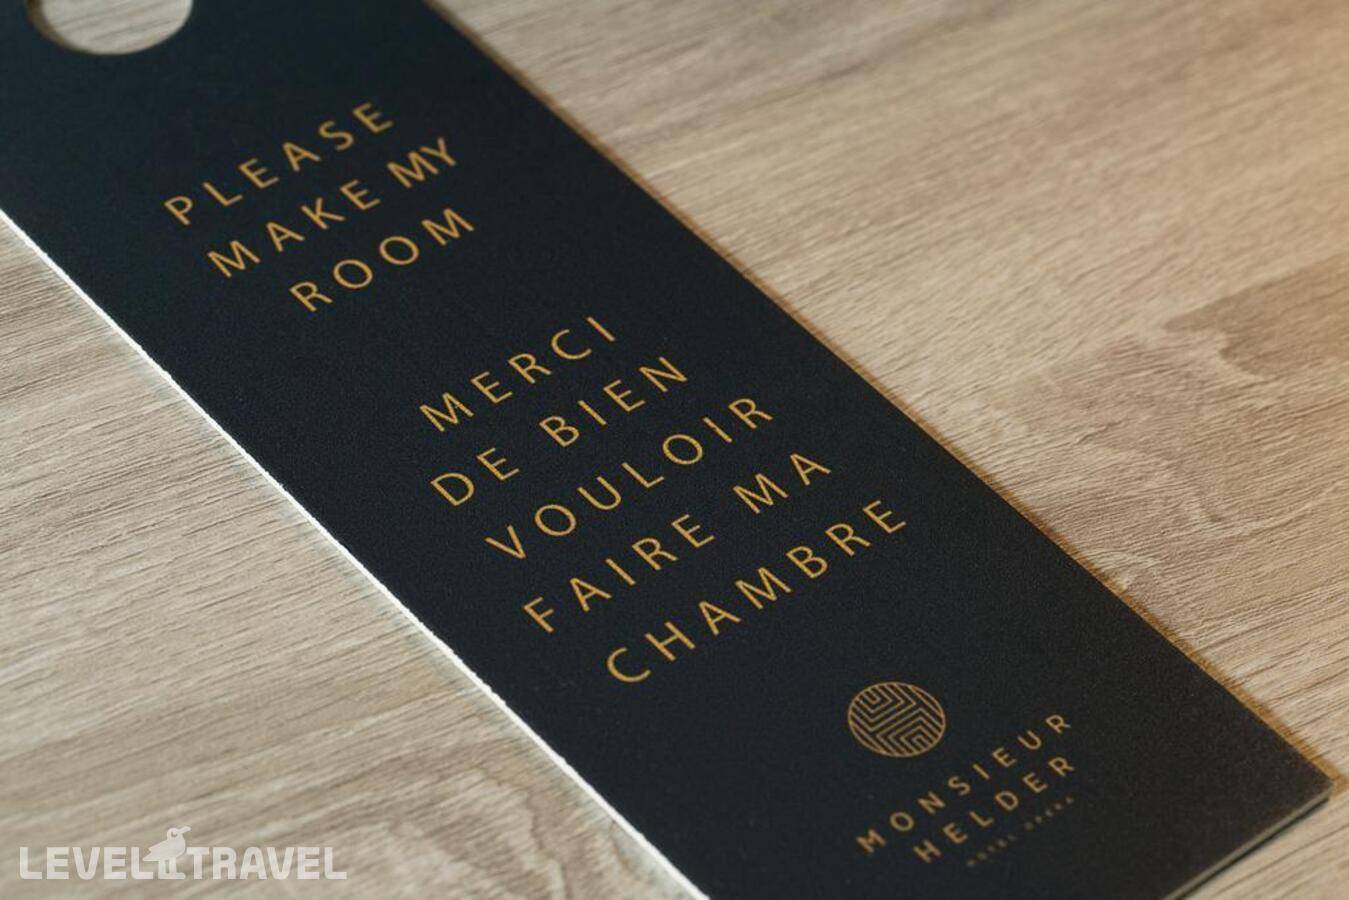 PLEASE
MAKE MY
ROOM
MERCI
DE BIEN
VOULOIR
FAIRE MA
CHAMBRE
MONSIEUR
HELDER
HOTEL OPERA
LEVEL TRAVEL